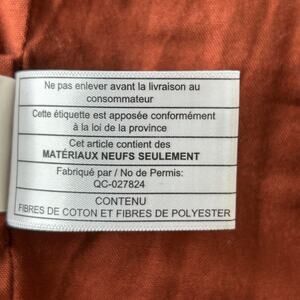 Ne pas enlever avant la livraison au
consommateur
Cette étiquette est apposée conformément
à la loi de la province
Cet article contient des
MATÉRIAUX NEUFS SEULEMENT
Fabriqué par / No de Permis:
QC-027824
CONTENU
FIBRES DE COTON ET FIBRES DE POLYESTER